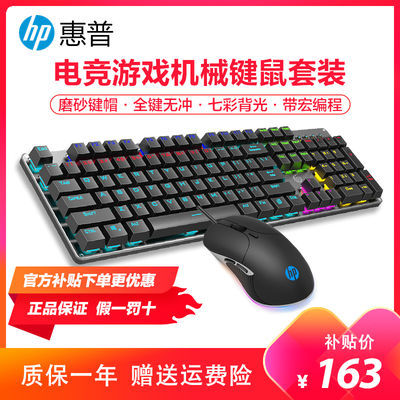 hp 惠普
电竞游戏机械键鼠套装
磨砂键帽·全键无冲·七彩背光·带宏编程
官方补贴下单更优惠
正品保证 假一罚十
hp
补贴价
质保一年 赠送运费险
¥163